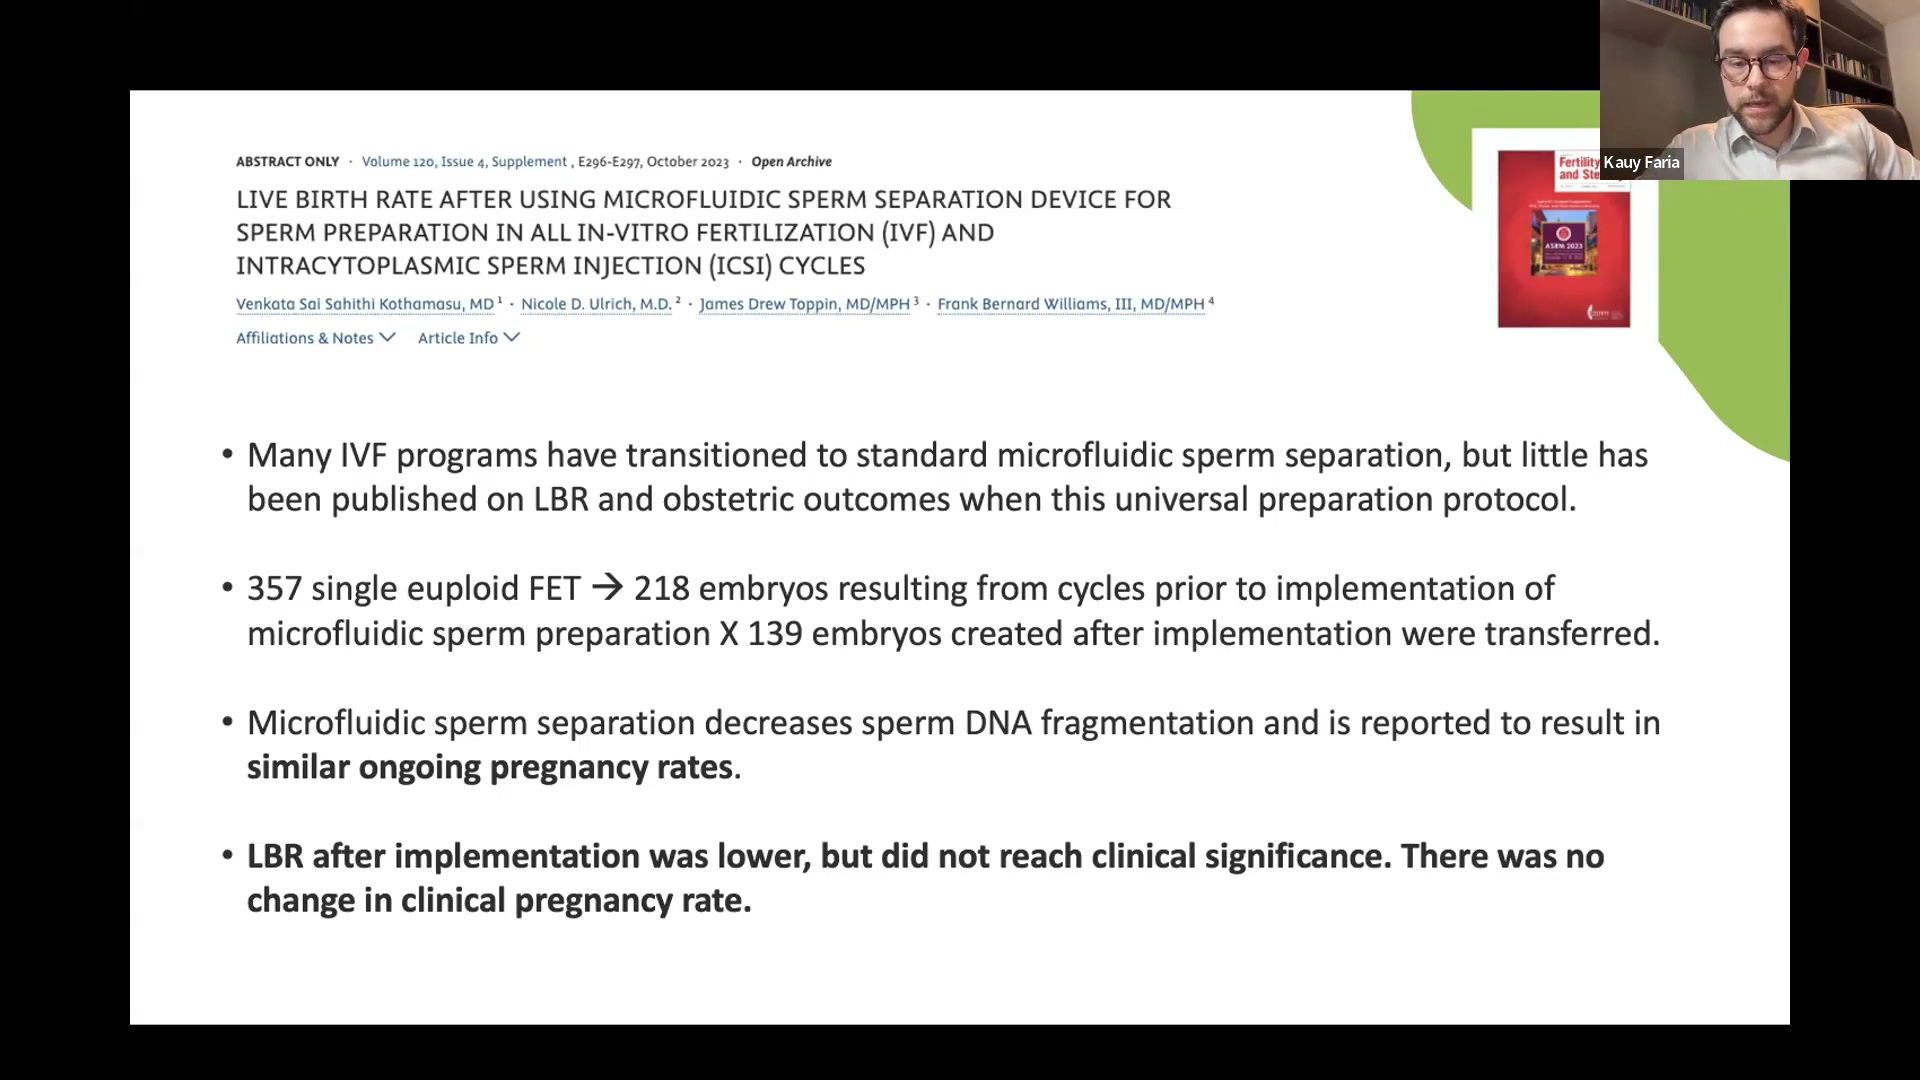 Kauy Faria
ABSTRACT ONLY · Volume 120, Issue 4, Supplement , E296-E297, October 2023 · Open Archive
LIVE BIRTH RATE AFTER USING MICROFLUIDIC SPERM SEPARATION DEVICE FOR
SPERM PREPARATION IN ALL IN-VITRO FERTILIZATION (IVF) AND
INTRACYTOPLASMIC SPERM INJECTION (ICSI) CYCLES
Venkata Sai Sahithi Kothamasu, MD 1 · Nicole D. Ulrich, M.D. 2 · James Drew Toppin, MD/MPH 3 · Frank Bernard Williams, III, MD/MPH 4
Affiliations & Notes Article Info
Fertility
and Ste
ASRM 2023
• Many IVF programs have transitioned to standard microfluidic sperm separation, but little has
been published on LBR and obstetric outcomes when this universal preparation protocol.
• 357 single euploid FET → 218 embryos resulting from cycles prior to implementation of
microfluidic sperm preparation X 139 embryos created after implementation were transferred.
• Microfluidic sperm separation decreases sperm DNA fragmentation and is reported to result in
similar ongoing pregnancy rates.
• LBR after implementation was lower, but did not reach clinical significance. There was no
change in clinical pregnancy rate.